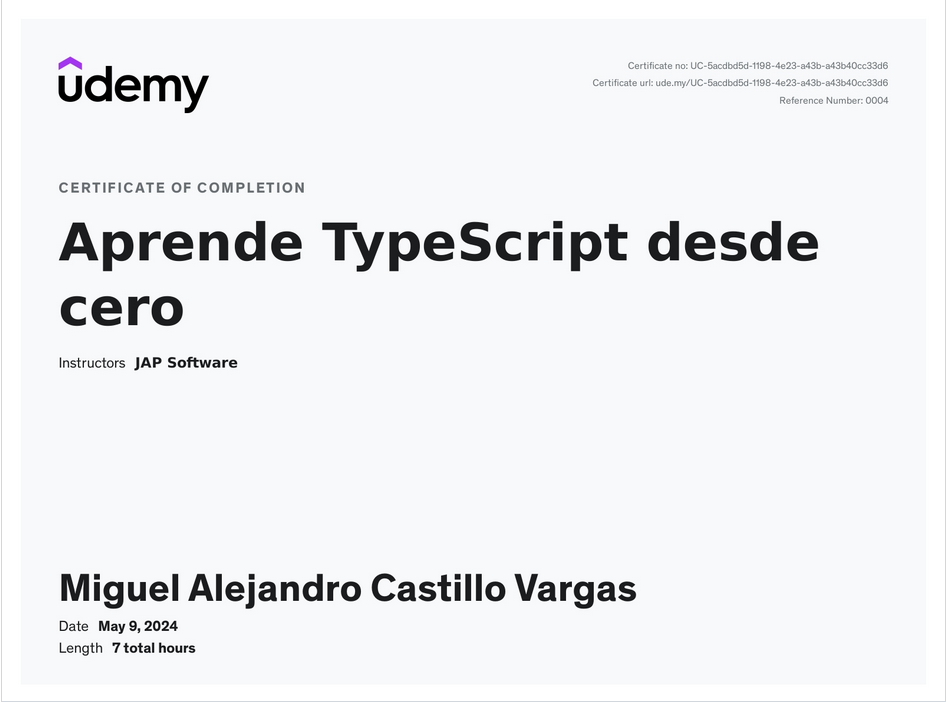 udemy
Certificate no: UC-5acdbd5d-1198-4e23-a43b-a43b40cc33d6
Certificate url: ude.my/UC-5acdbd5d-1198-4e23-a43b-a43b40cc33d6
Reference Number: 0004
CERTIFICATE OF COMPLETION
Aprende TypeScript desde
cero
Instructors JAP Software
Miguel Alejandro Castillo Vargas
Date May 9, 2024
Length 7 total hours